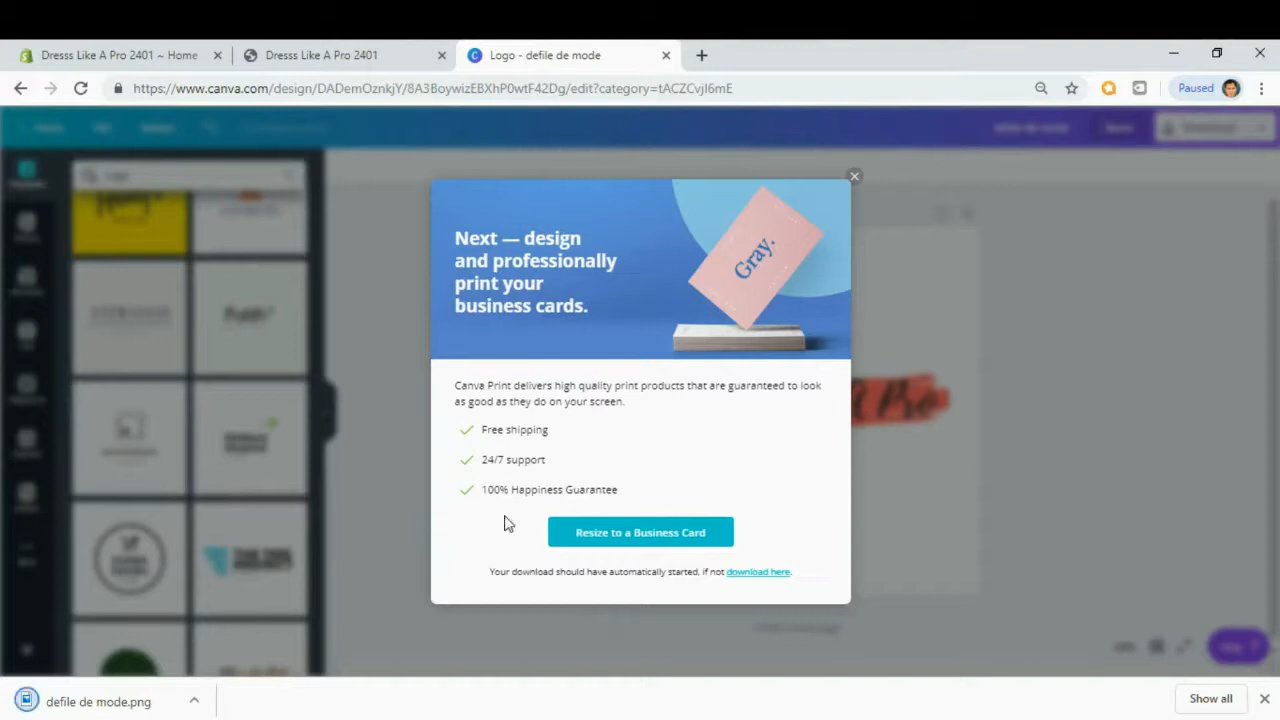 Dresss Like A Pro 2401 ~ Home
Dresss Like A Pro 2401
Logo - defile de mode
https://www.canva.com/design/DADemOznkjY/8A3BoywizEBXhP0wtF42Dg/edit?category=tACZCvjI6mE
Paused
Next — design
and professionally
print your
business cards.
Gray.
Canva Print delivers high quality print products that are guaranteed to look
as good as they do on your screen.
Free shipping
24/7 support
100% Happiness Guarantee
Resize to a Business Card
Your download should have automatically started, if not download here.
A Pro
defile de mode.png
Show all